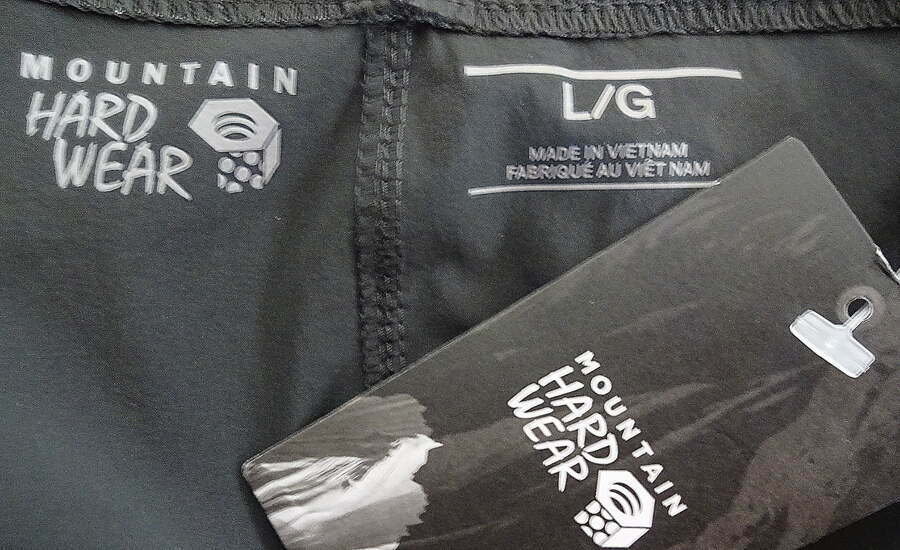 MOUNTAIN
HARD
WEAR
L/G
MADE IN VIETNAM
FABRIQUÉ AU VIÊT NAM
MOUNTAIN
HARD
WEAR